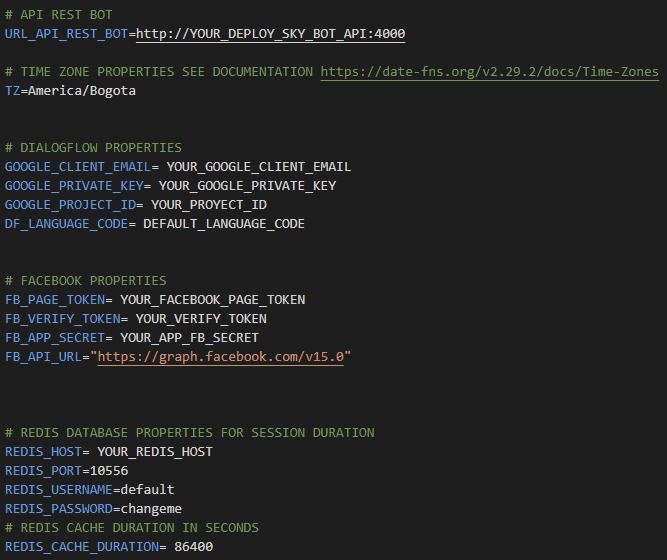 # API REST BOT
URL_API_REST_BOT=http://YOUR_DEPLOY_SKY_BOT_API:4000
# TIME ZONE PROPERTIES SEE DOCUMENTATION https://date-fns.org/v2.29.2/docs/Time-Zones
TZ=America/Bogota
# DIALOGFLOW PROPERTIES
GOOGLE_CLIENT_EMAIL= YOUR_GOOGLE_CLIENT_EMAIL
GOOGLE_PRIVATE_KEY= YOUR_GOOGLE_PRIVATE_KEY
GOOGLE_PROJECT_ID= YOUR_PROYECT_ID
DF_LANGUAGE_CODE= DEFAULT_LANGUAGE_CODE
# FACEBOOK PROPERTIES
FB_PAGE_TOKEN= YOUR_FACEBOOK_PAGE_TOKEN
FB_VERIFY_TOKEN= YOUR_VERIFY_TOKEN
FB_APP_SECRET= YOUR_APP_FB_SECRET
FB_API_URL="https://graph.facebook.com/v15.0"
# REDIS DATABASE PROPERTIES FOR SESSION DURATION
REDIS_HOST= YOUR_REDIS_HOST
REDIS_PORT=10556
REDIS_USERNAME=default
REDIS_PASSWORD=changeme
# REDIS CACHE DURATION IN SECONDS
REDIS_CACHE_DURATION= 86400